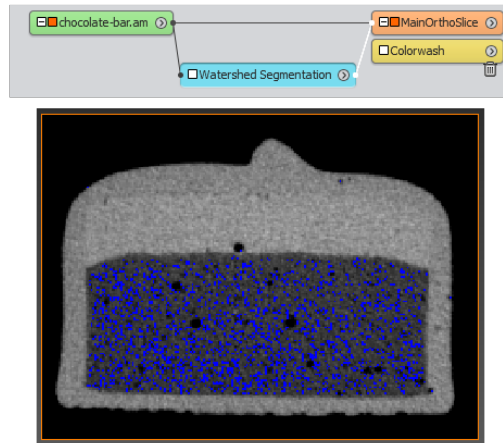 chocolate-bar.am
MainOrthoSlice
Colorwash
Watershed Segmentation